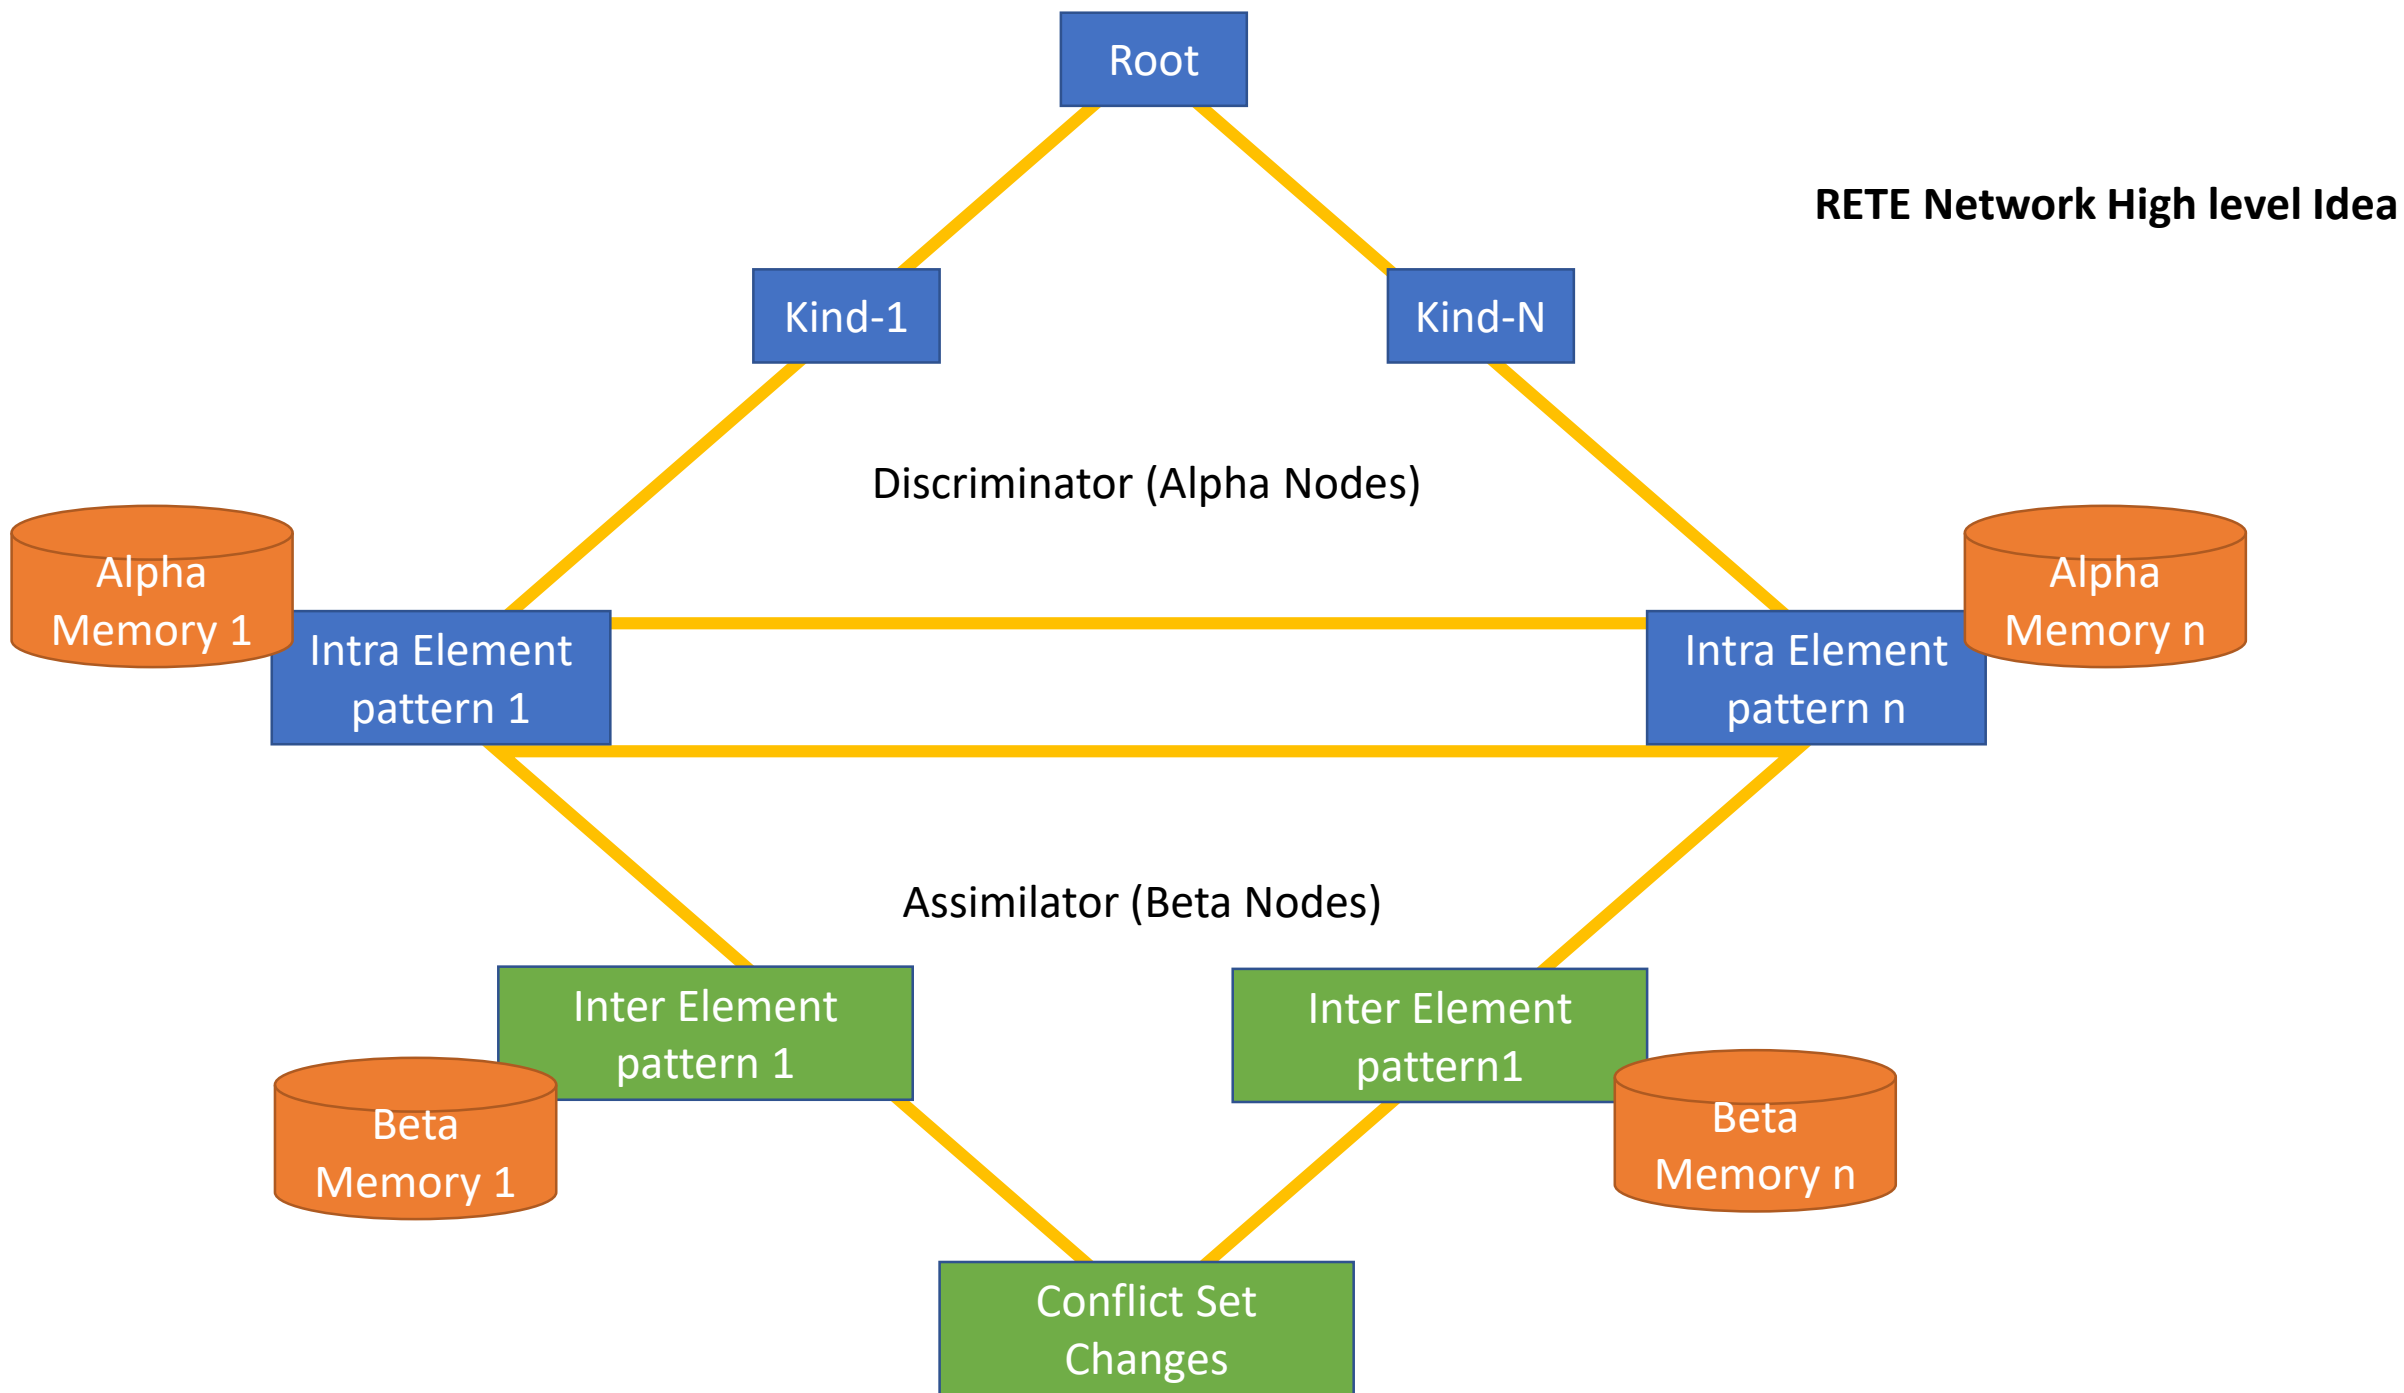 Root
RETE Network High level Idea
Kind-1
Kind-N
Discriminator (Alpha Nodes)
Alpha
Memory 1
Intra Element
pattern 1
Intra Element
pattern n
Alpha
Memory n
Assimilator (Beta Nodes)
Inter Element
pattern 1
Inter Element
pattern1
Beta
Memory 1
Beta
Memory n
Conflict Set
Changes